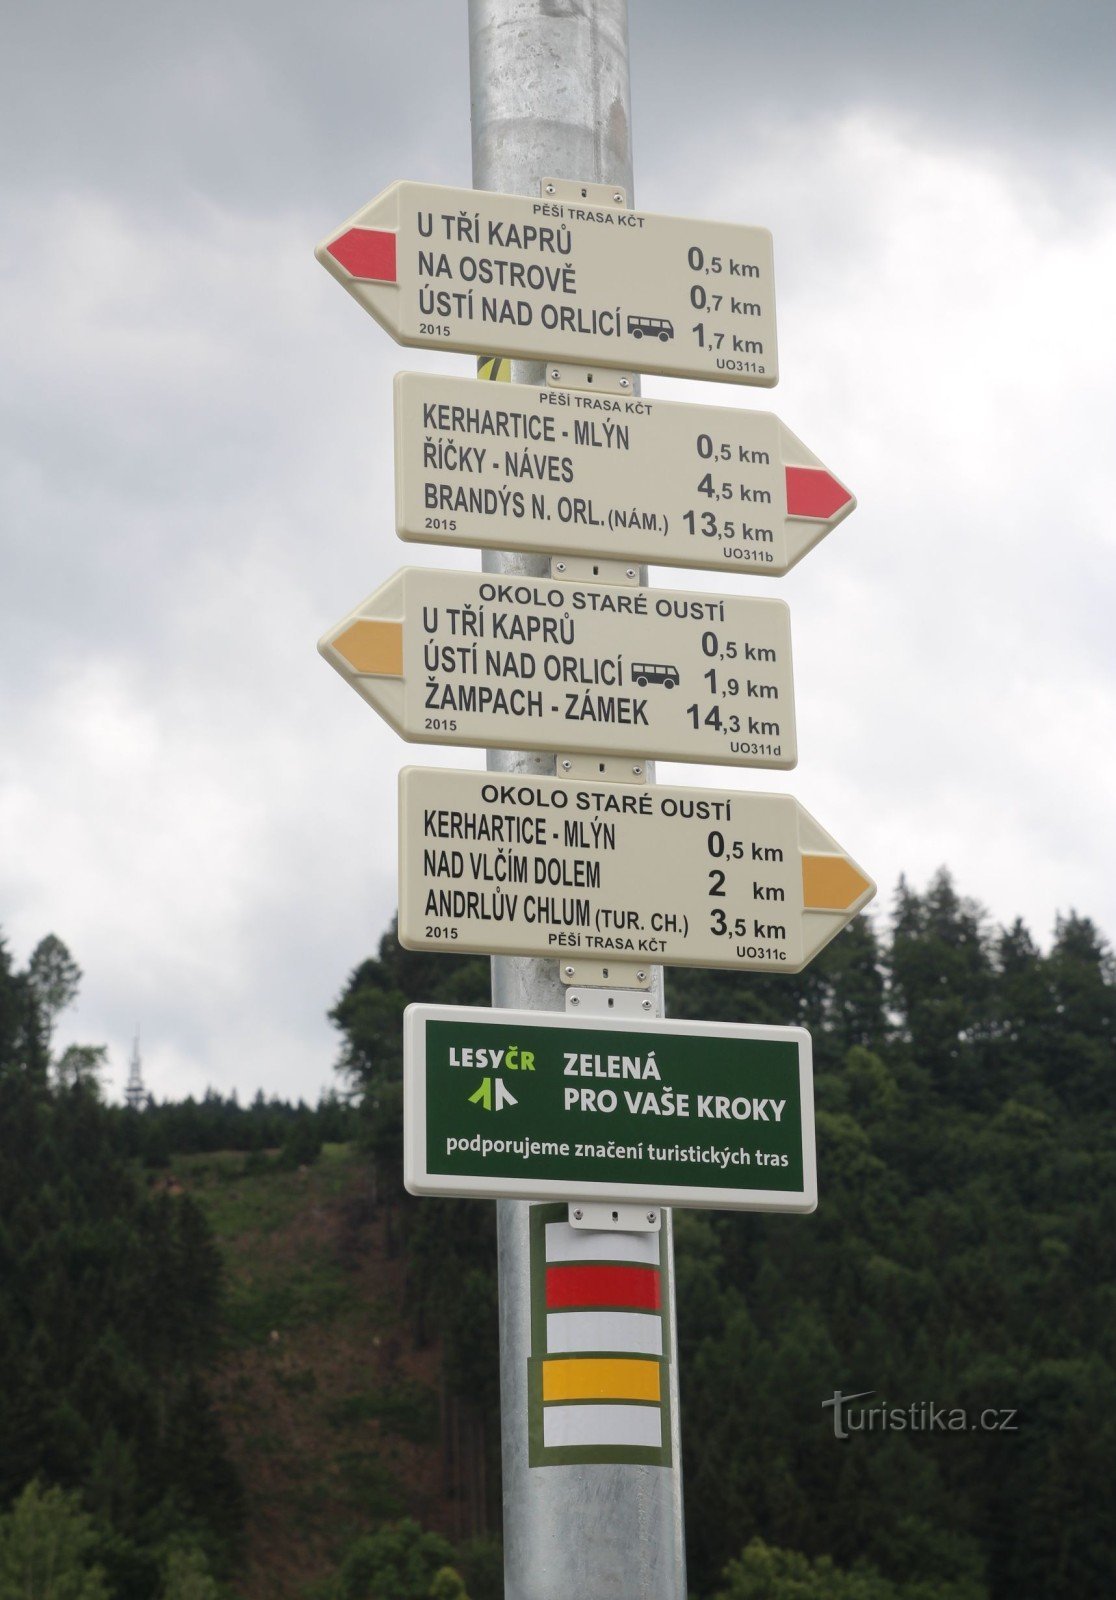 PĚŠÍ TRASA KČT
U TŘÍ KAPRŮ 0,5 km
NA OSTROVĚ 0,7 km
ÚSTÍ NAD ORLICÍ 1,7 km
2015 UO311a
PĚŠÍ TRASA KČT
KERHARTICE - MLÝN 0,5 km
ŘÍČKY - NÁVES 4,5 km
BRANDÝS N. ORL. (NÁM.) 13,5 km
2015 UO311b
OKOLO STARÉ OUSTÍ
U TŘÍ KAPRŮ 0,5 km
ÚSTÍ NAD ORLICÍ 1,9 km
ŽAMPACH - ZÁMEK 14,3 km
2015 UO311d
OKOLO STARÉ OUSTÍ
KERHARTICE - MLÝN 0,5 km
NAD VLČÍM DOLEM 2 km
ANDRLŮV CHLUM (TUR. CH.) 3,5 km
2015 PĚŠÍ TRASA KČT UO311c
LESYČR ZELENÁ
PRO VAŠE KROKY
podporujeme značení turistických tras
Turistika.cz